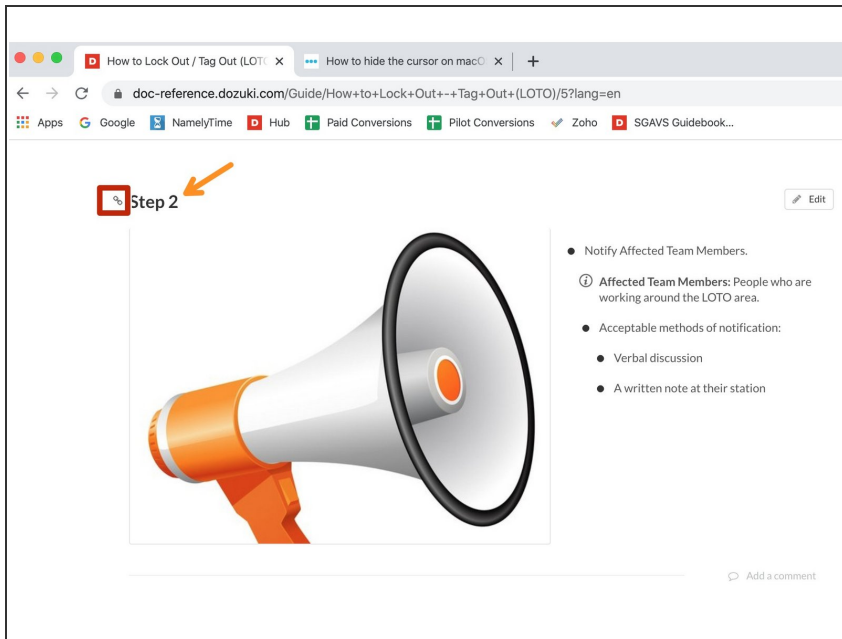 How to Lock Out / Tag Out (LOT
How to hide the cursor on macO
doc-reference.dozuki.com/Guide/How+to+Lock+Out+-+Tag+Out+(LOTO)/5?lang=en
Apps Google NamelyTime D Hub Paid Conversions Pilot Conversions Zoho D SGAVS Guidebook...
Step 2
Edit
Notify Affected Team Members.
Affected Team Members: People who are
working around the LOTO area.
Acceptable methods of notification:
Verbal discussion
A written note at their station
Add a comment